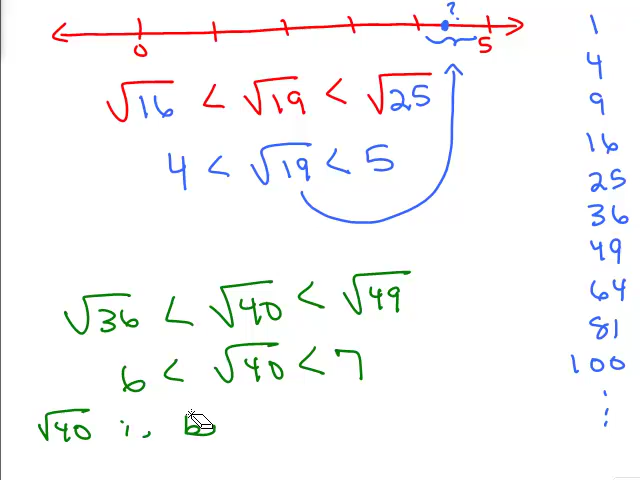 ?
0 5
√16 < √19 < √25
4 < √19 < 5
√36 < √40 < √49
6 < √40 < 7
√40 i, b
1
4
9
16
25
36
49
64
81
100
⋮